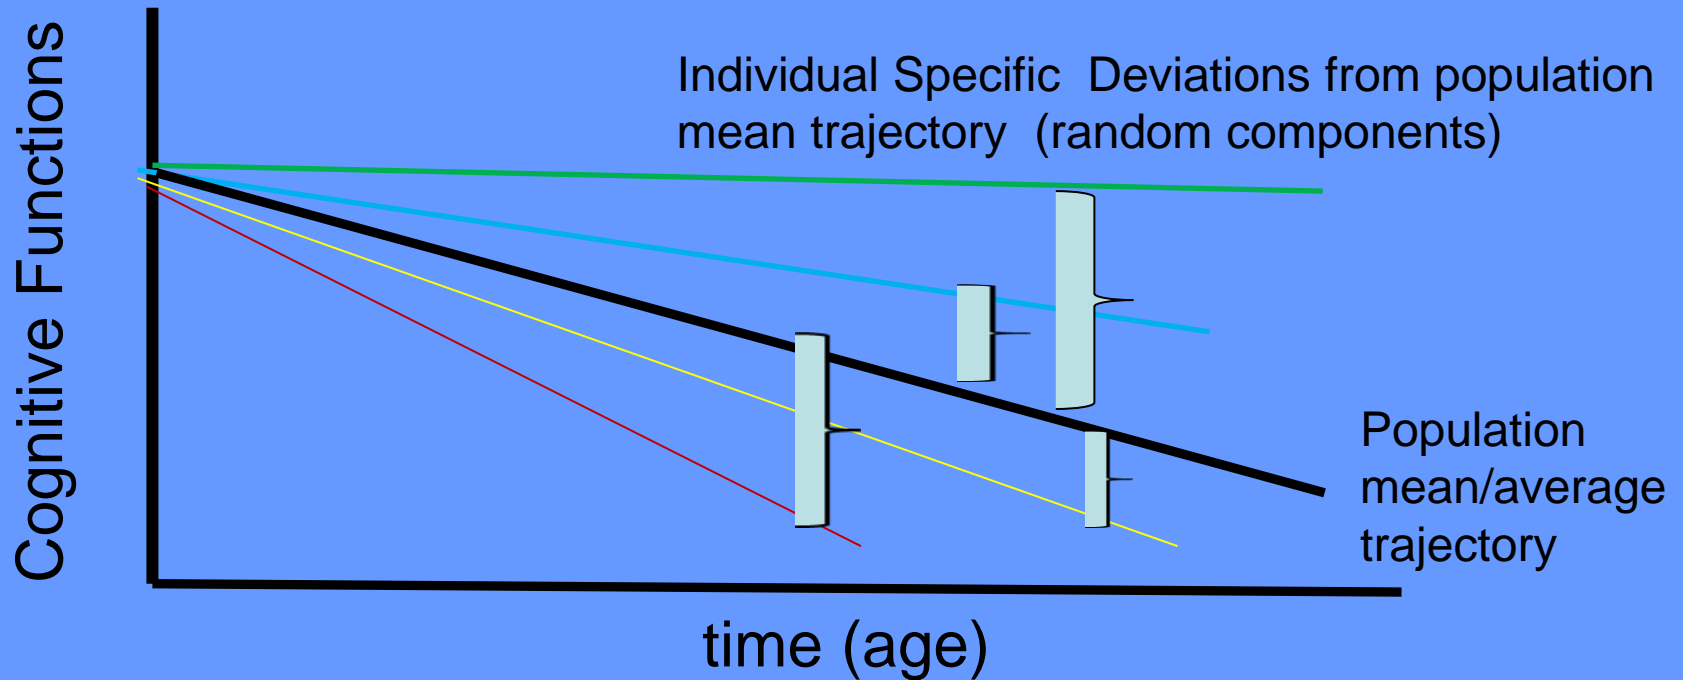 Cognitive Functions
Individual Specific  Deviations from population
mean trajectory  (random components)
Population
mean/average
trajectory
time (age)